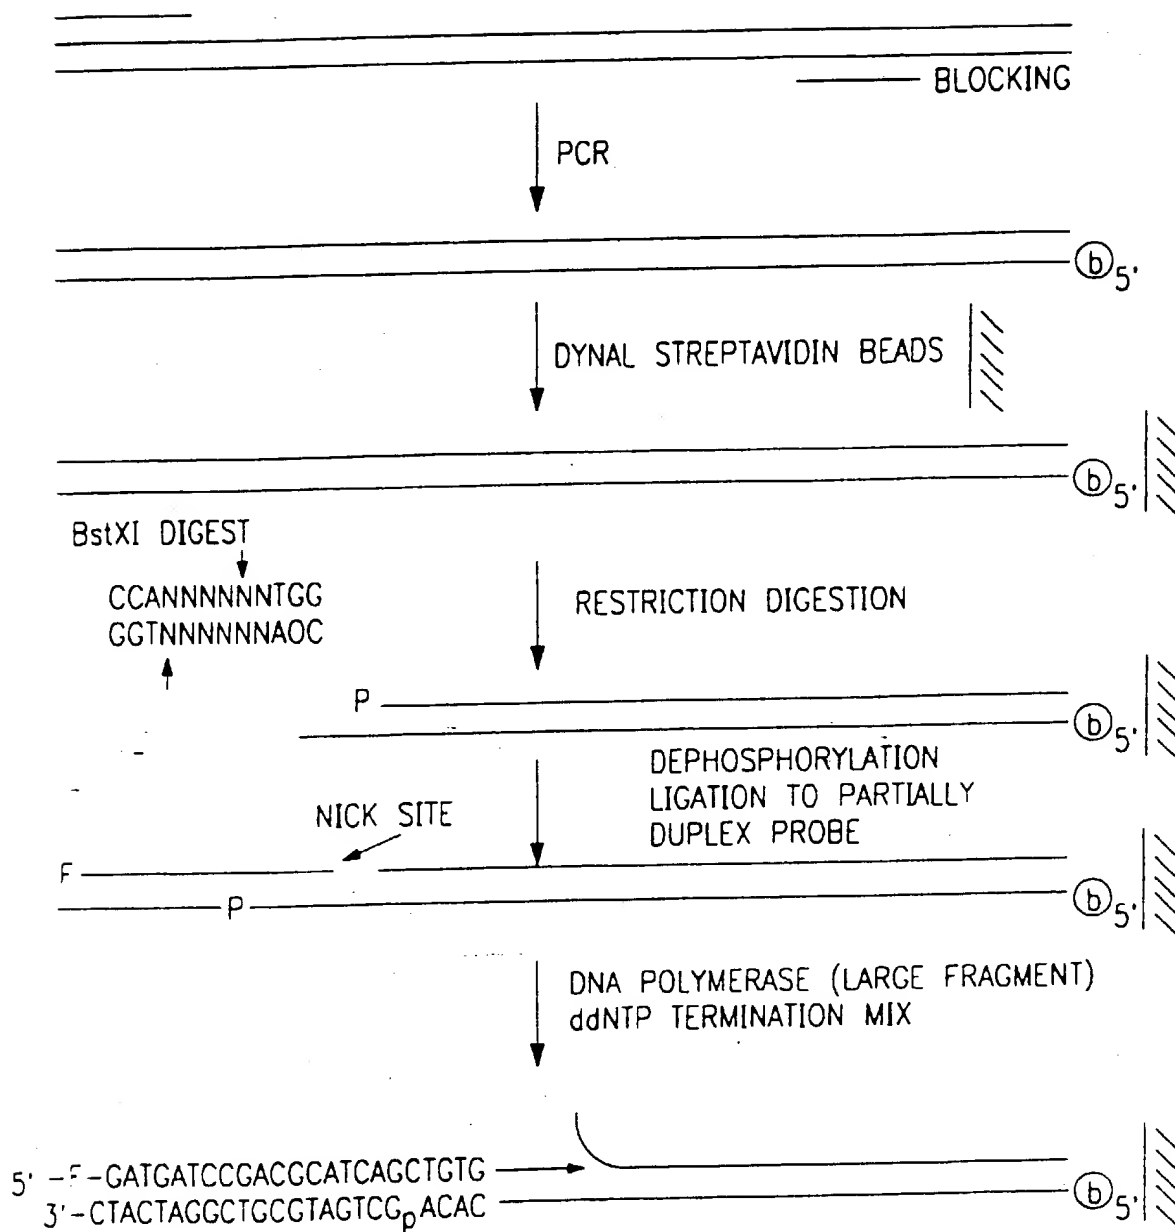 BLOCKING
PCR
b 5'
DYNAL STREPTAVIDIN BEADS
b 5'
BstXI DIGEST
CCANNNNNNTGG
GGTNNNNNNAOC
RESTRICTION DIGESTION
P
b 5'
DEPHOSPHORYLATION
LIGATION TO PARTIALLY
DUPLEX PROBE
NICK SITE
F
P
b 5'
DNA POLYMERASE (LARGE FRAGMENT)
ddNTP TERMINATION MIX
5' -F-GATGATCCGACGCATCAGCTGTG
3'-CTACTAGGCTGCGTAGTCGpACAC
b 5'